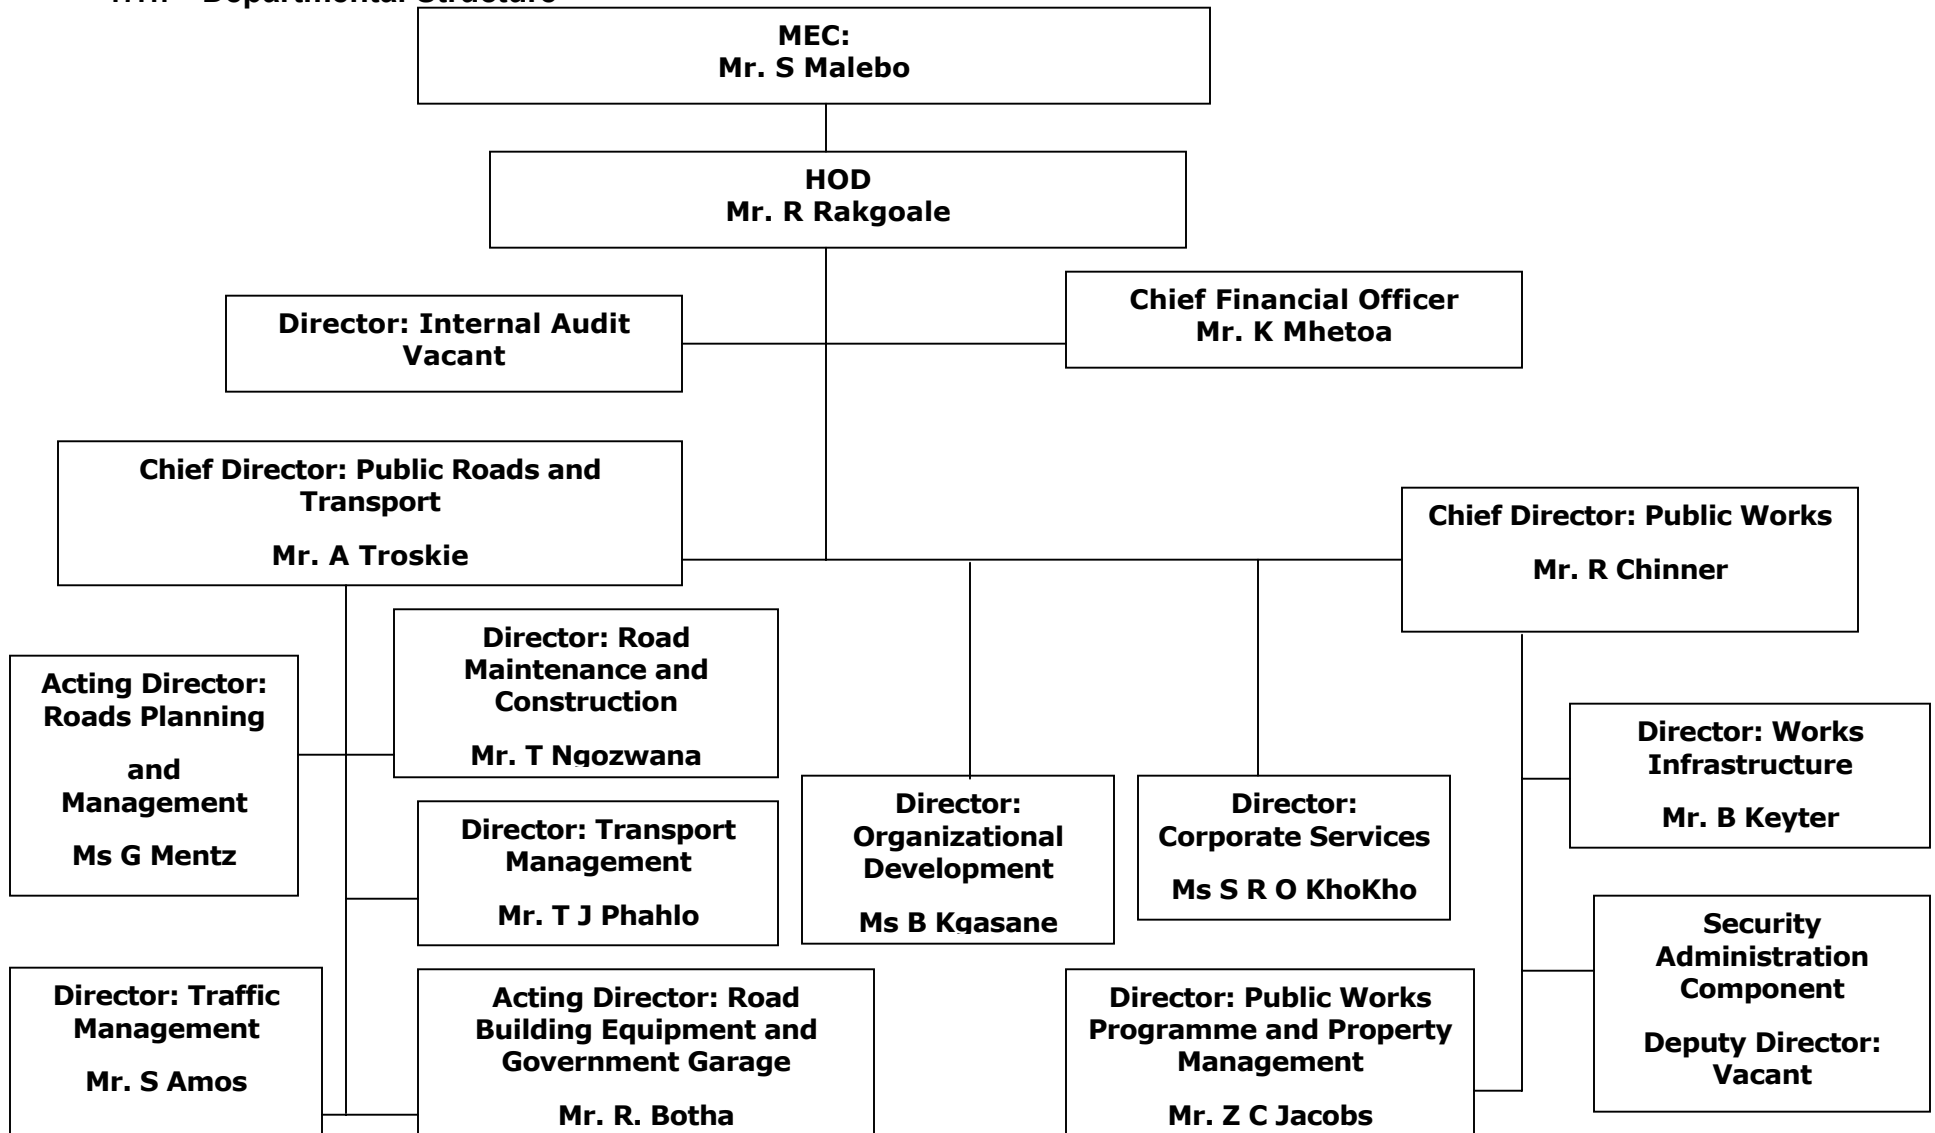 Departmental Structure
MEC:
Mr. S Malebo
HOD
Mr. R Rakgoale
Chief Financial Officer
Mr. K Mhetoa
Director: Internal Audit
Vacant
Chief Director: Public Roads and
Transport
Mr. A Troskie
Chief Director: Public Works
Mr. R Chinner
Director: Road
Maintenance and
Construction
Mr. T Ngozwana
Acting Director:
Roads Planning
and
Management
Ms G Mentz
Director: Works
Infrastructure
Mr. B Keyter
Director: Transport
Management
Mr. T J Phahlo
Director:
Organizational
Development
Ms B Kgasane
Director:
Corporate Services
Ms S R O KhoKho
Security
Administration
Component
Deputy Director:
Vacant
Director: Traffic
Management
Mr. S Amos
Acting Director: Road
Building Equipment and
Government Garage
Mr. R. Botha
Director: Public Works
Programme and Property
Management
Mr. Z C Jacobs